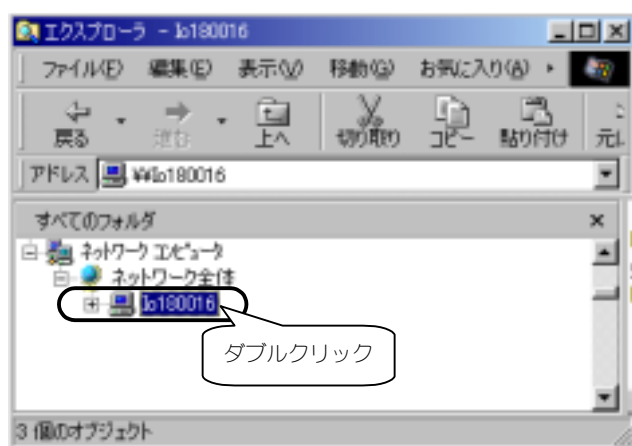 エクスプローラ - Io180016
ファイル(F) 編集(E) 表示(V) 移動(G) お気に入り(A)
戻る 進む 上へ 切り取り コピー 貼り付け 元に
アドレス \\Io180016
すべてのフォルダ
ネットワーク コンピュータ
ネットワーク全体
Io180016
ダブルクリック
3 個のオブジェクト